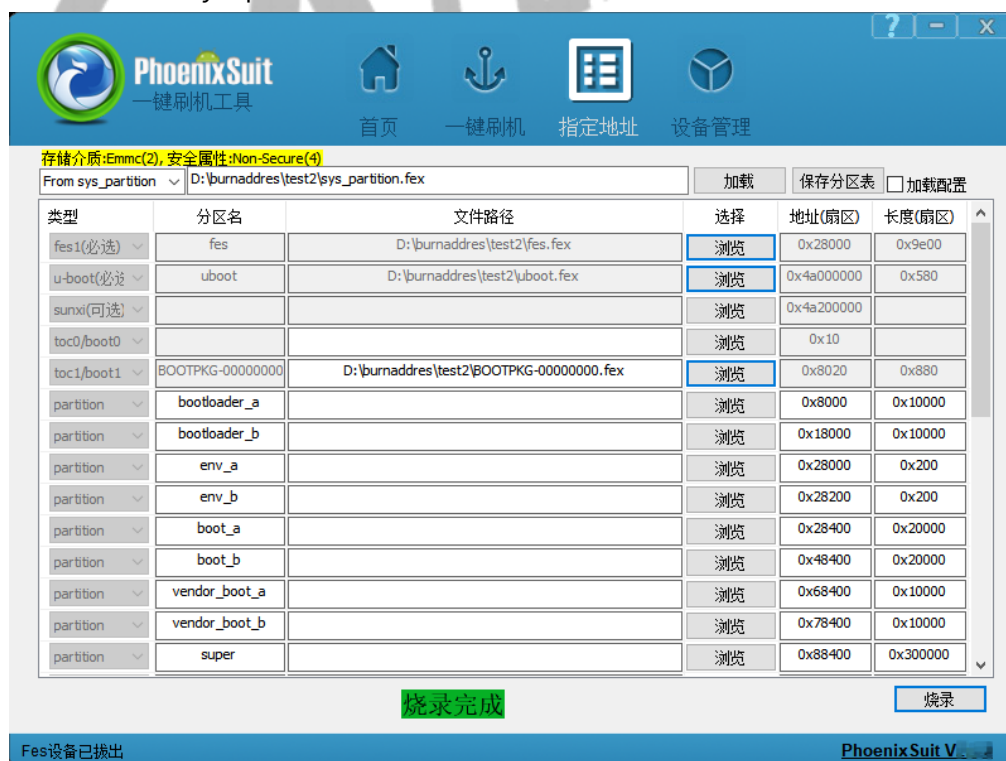 ? - X
PhoenixSuit
一键刷机工具
首页 一键刷机 指定地址 设备管理
存储介质:Emmc(2), 安全属性:Non-Secure(4)
From sys_partition D:\burnaddres\test2\sys_partition.fex 加载 保存分区表 加载配置
类型 分区名 文件路径 选择 地址(扇区) 长度(扇区)
fes1(必选) fes D:\burnaddres\test2\fes.fex 浏览 0x28000 0x9e00
u-boot(必选 uboot D:\burnaddres\test2\uboot.fex 浏览 0x4a000000 0x580
sunxi(可选) 浏览 0x4a200000
toc0/boot0 浏览 0x10
toc1/boot1 BOOTPKG-00000000 D:\burnaddres\test2\BOOTPKG-00000000.fex 浏览 0x8020 0x880
partition bootloader_a 浏览 0x8000 0x10000
partition bootloader_b 浏览 0x18000 0x10000
partition env_a 浏览 0x28000 0x200
partition env_b 浏览 0x28200 0x200
partition boot_a 浏览 0x28400 0x20000
partition boot_b 浏览 0x48400 0x20000
partition vendor_boot_a 浏览 0x68400 0x10000
partition vendor_boot_b 浏览 0x78400 0x10000
partition super 浏览 0x88400 0x300000
烧录完成 烧录
Fes设备已拔出 PhoenixSuit V